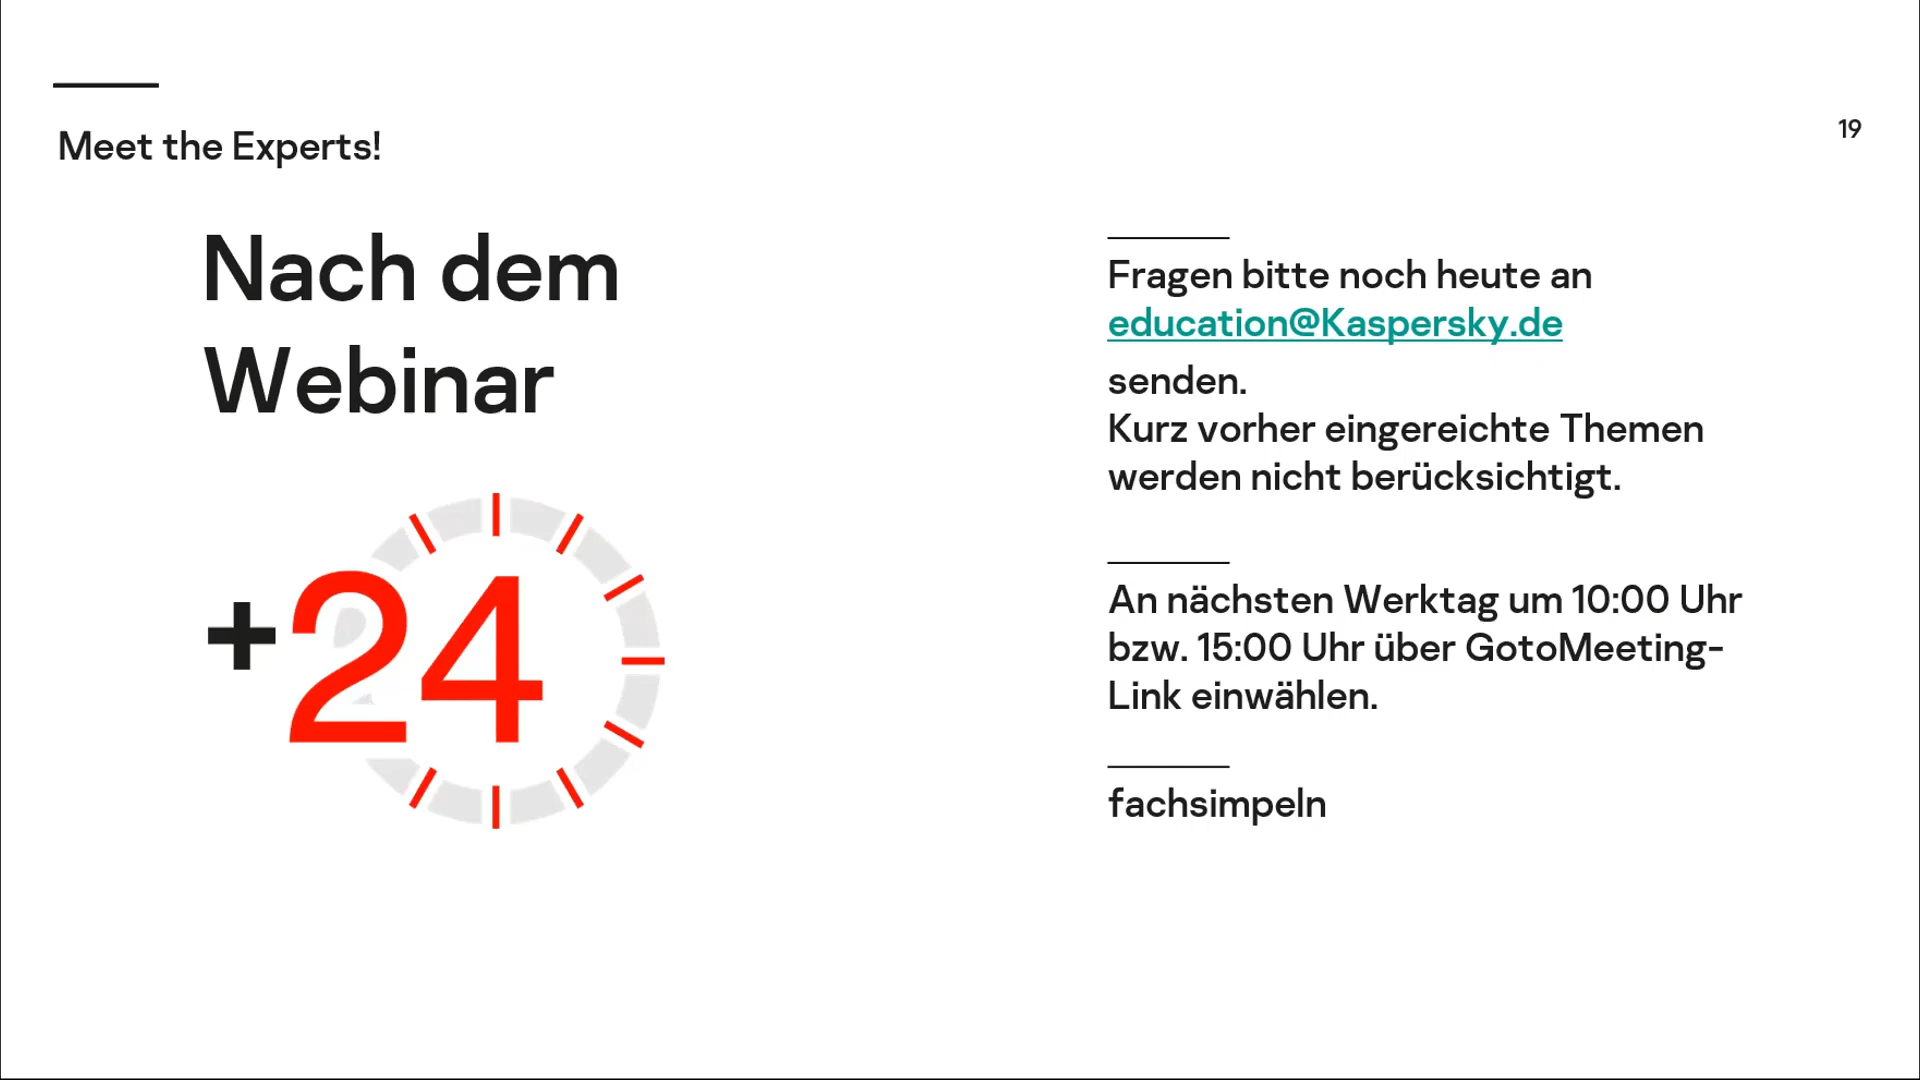 Meet the Experts!
19
Nach dem
Webinar
+24
Fragen bitte noch heute an
education@Kaspersky.de
senden.
Kurz vorher eingereichte Themen
werden nicht berücksichtigt.
An nächsten Werktag um 10:00 Uhr
bzw. 15:00 Uhr über GotoMeeting-
Link einwählen.
fachsimpeln